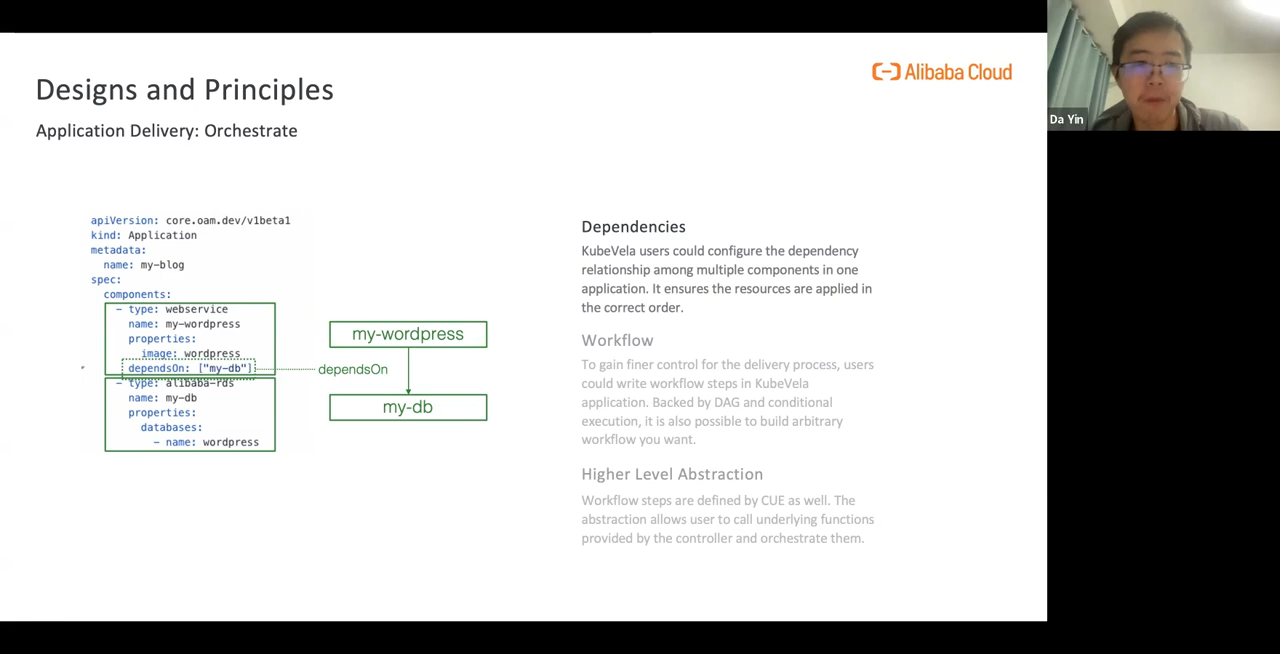 Designs and Principles
Alibaba Cloud
Da Yin
Application Delivery: Orchestrate
apiVersion: core.oam.dev/v1beta1
kind: Application
metadata:
name: my-blog
spec:
components:
- type: webservice
name: my-wordpress
properties:
image: wordpress
dependsOn: ["my-db"]
- type: alibaba-rds
name: my-db
properties:
databases:
- name: wordpress
my-wordpress
dependsOn
my-db
Dependencies
KubeVela users could configure the dependency
relationship among multiple components in one
application. It ensures the resources are applied in
the correct order.
Workflow
To gain finer control for the delivery process, users
could write workflow steps in KubeVela
application. Backed by DAG and conditional
execution, it is also possible to build arbitrary
workflow you want.
Higher Level Abstraction
Workflow steps are defined by CUE as well. The
abstraction allows user to call underlying functions
provided by the controller and orchestrate them.